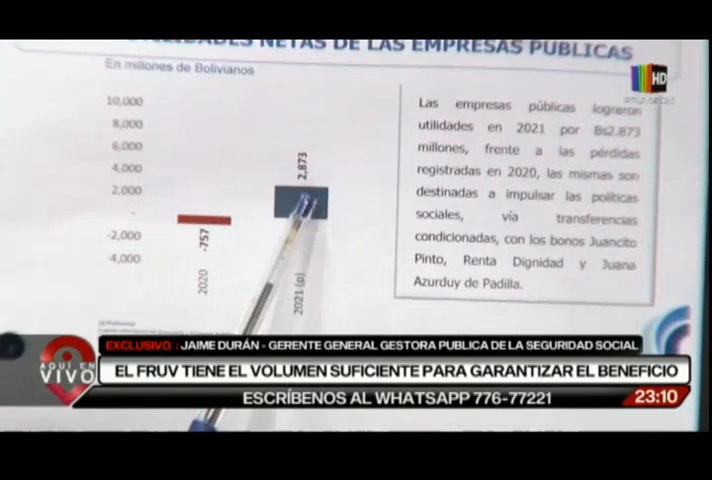 NETAS DE LAS EMPRESAS PÚBLICAS
En millones de Bolivianos
10,000
8,000
6,000
4,000
2,000
-
-2,000
-4,000
-757
2,873
2020
2021 (p)
Las empresas públicas lograron
utilidades en 2021 por Bs2.873
millones, frente a las pérdidas
registradas en 2020, las mismas son
destinadas a impulsar las políticas
sociales, vía transferencias
condicionadas, con los bonos Juancito
Pinto, Renta Dignidad y Juana
Azurduy de Padilla.
HD
AQUÍ EN
VIVO
EXCLUSIVO : JAIME DURÁN - GERENTE GENERAL GESTORA PUBLICA DE LA SEGURIDAD SOCIAL
EL FRUV TIENE EL VOLUMEN SUFICIENTE PARA GARANTIZAR EL BENEFICIO
ESCRÍBENOS AL WHATSAPP 776-77221
23:10